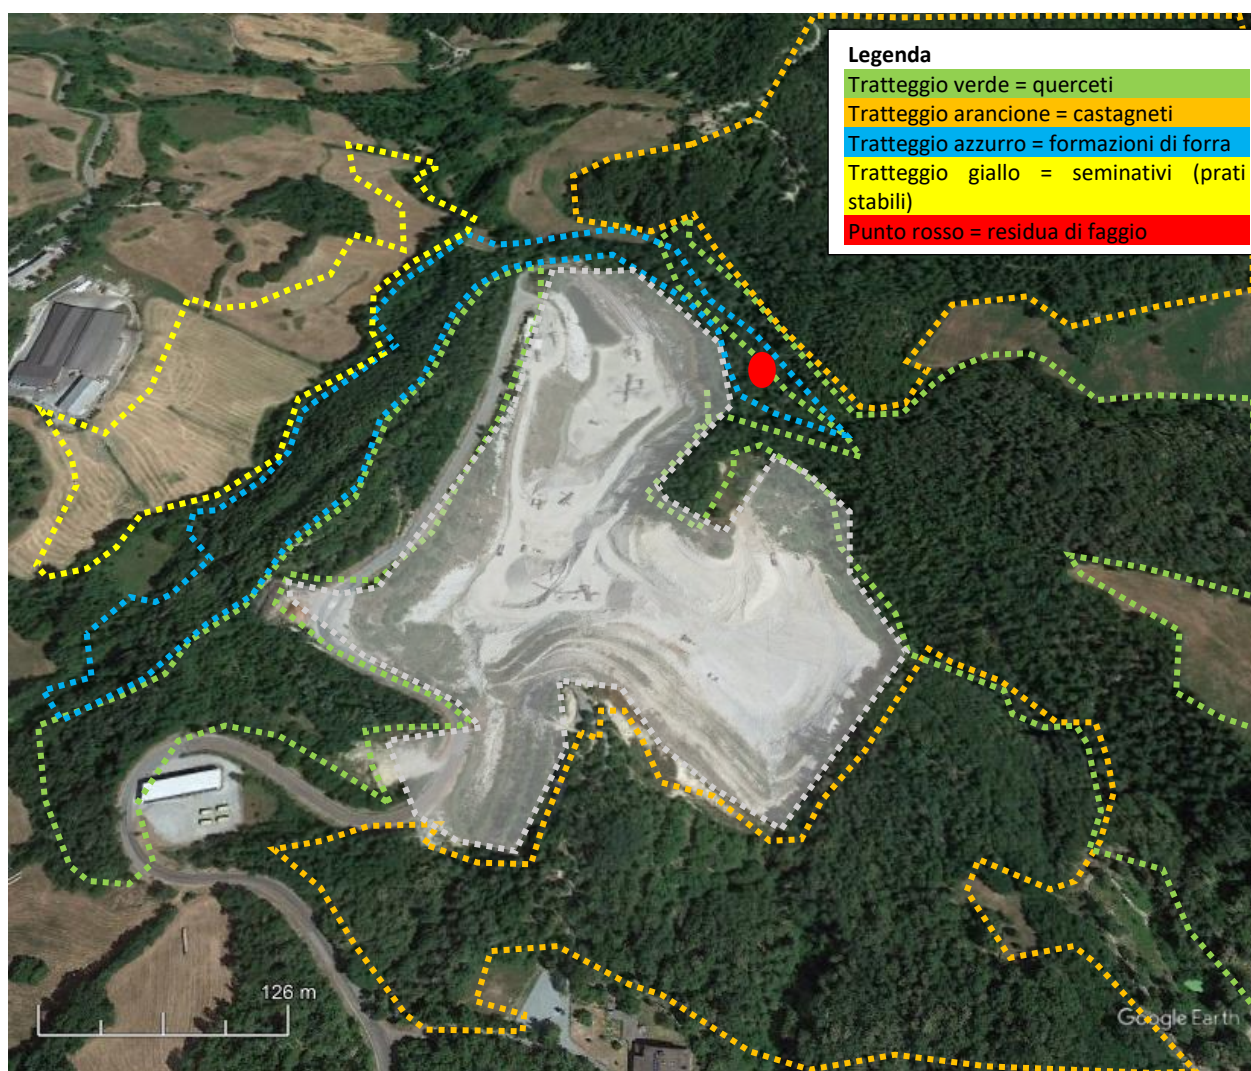 Legenda
Tratteggio verde = querceti
Tratteggio arancione = castagneti
Tratteggio azzurro = formazioni di forra
Tratteggio giallo = seminativi (prati
stabili)
Punto rosso = residua di faggio
126 m
Google Earth